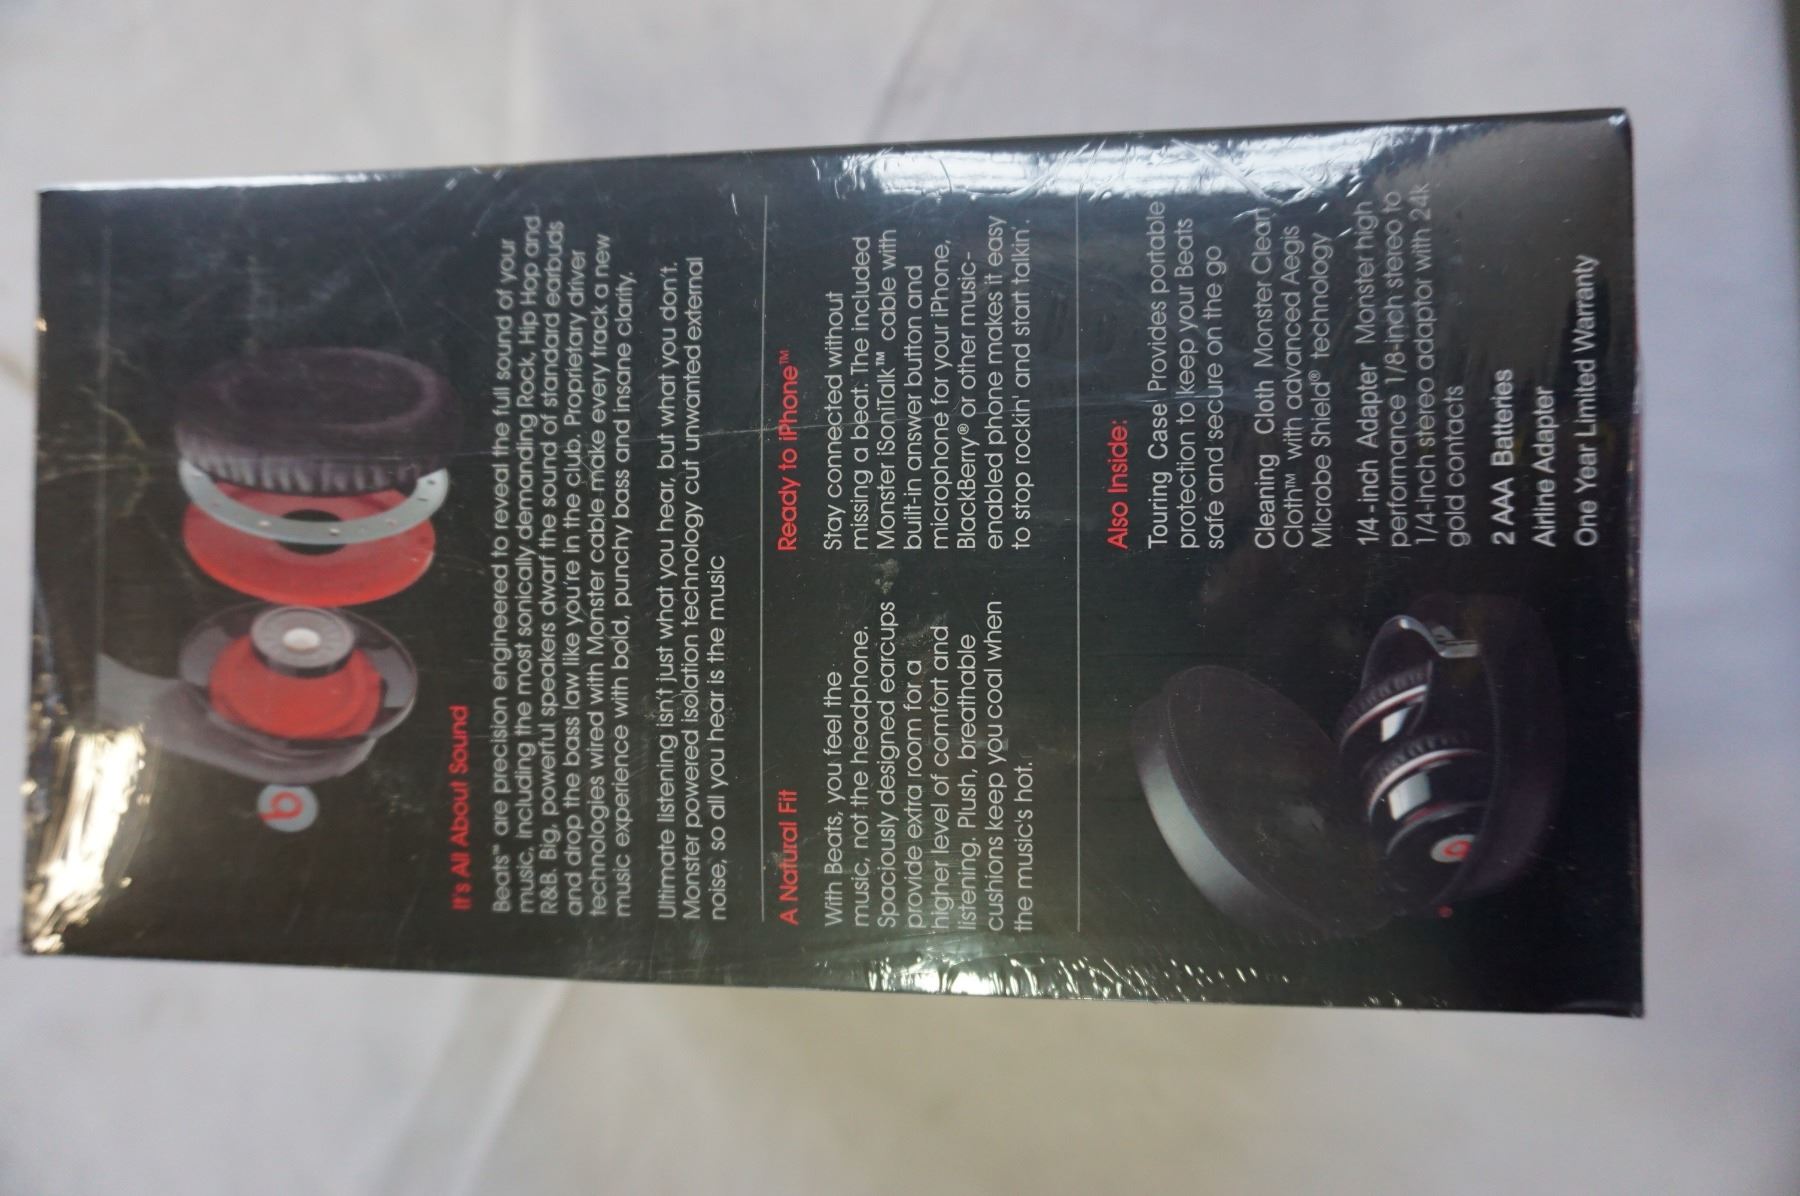 It's All About Sound
Beats™ are precision engineered to reveal the full sound of your
music, including the most sonically demanding Rock, Hip Hop and
R&B. Big, powerful speakers dwarf the sound of standard earbuds
and drop the bass law like you're in the club. Proprietary driver
technologies wired with Monster cable make every track a new
music experience with bold, punchy bass and insane clarity.
Ultimate listening isn't just what you hear, but what you don't.
Monster powered isolation technology cut unwanted external
noise, so all you hear is the music
A Natural Fit
With Beats, you feel the
music, not the headphone.
Spaciously designed earcups
provide extra room for a
higher level of comfort and
listening. Plush, breathable
cushions keep you coal when
the music's hot.
Ready to iPhone™
Stay connected without
missing a beat. The included
Monster iSoniTalk™ cable with
built-in answer button and
microphone for your iPhone,
BlackBerry® or other music-
enabled phone makes it easy
to stop rockin' and start talkin'.
Also Inside:
Touring Case Provides portable
protection to keep your Beats
safe and secure on the go
Cleaning Cloth Monster Clean
Cloth™ with advanced Aegis
Microbe Shield® technology
1/4-inch Adapter Monster high
performance 1/8-inch stereo to
1/4-inch stereo adaptor with 24k
gold contacts
2 AAA Batteries
Airline Adapter
One Year Limited Warranty
b
b